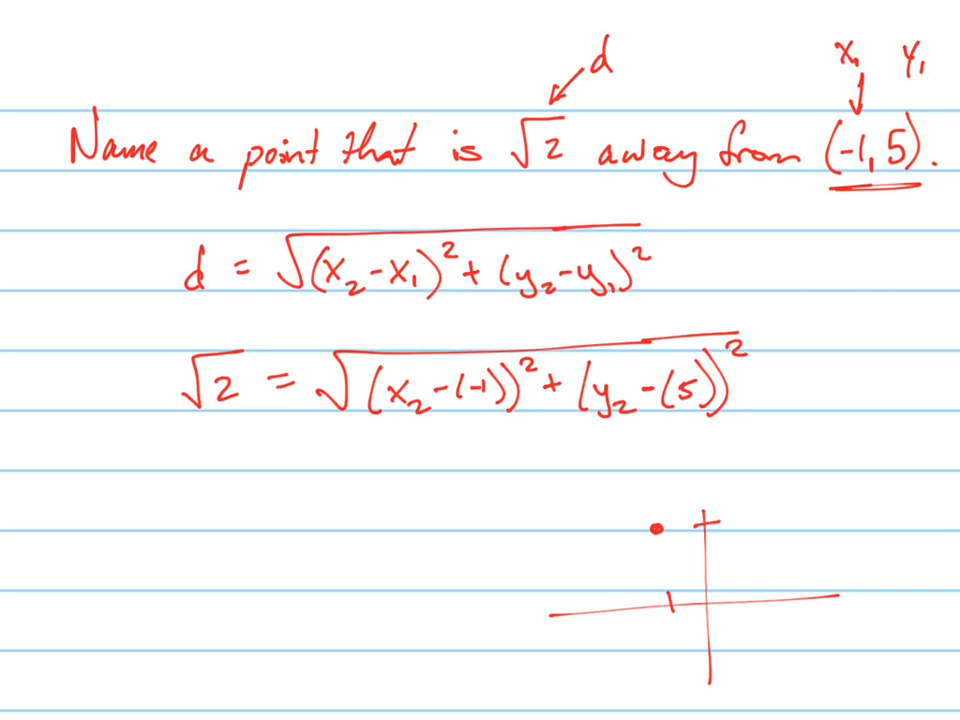 d x₁ y₁
Name a point that is √2 away from (-1, 5).
d = √(x₂-x₁)² + (y₂-y₁)²
√2 = √(x₂-(-1))² + (y₂-(5))²